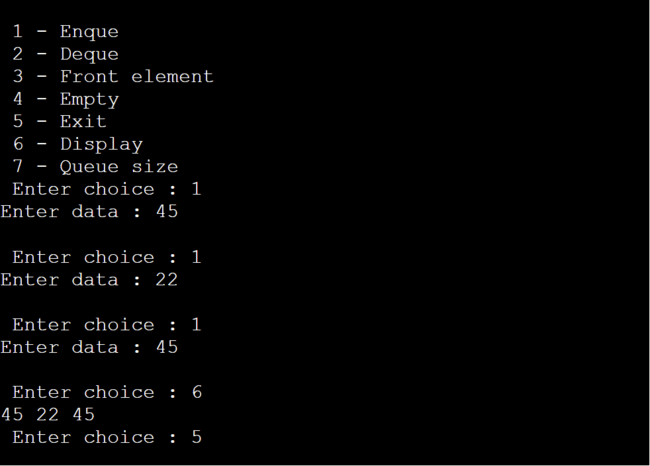 1 - Enque
2 - Deque
3 - Front element
4 - Empty
5 - Exit
6 - Display
7 - Queue size
Enter choice : 1
Enter data : 45
Enter choice : 1
Enter data : 22
Enter choice : 1
Enter data : 45
Enter choice : 6
45 22 45
Enter choice : 5